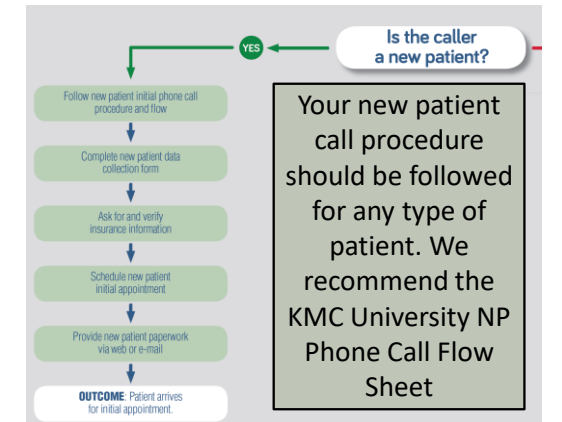 Is the caller
a new patient?
YES
Follow new patient initial phone call
procedure and flow
Complete new patient data
collection form
Ask for and verify
insurance information
Schedule new patient
initial appointment
Provide new patient paperwork
via web or e-mail
OUTCOME: Patient arrives
for initial appointment.
Your new patient
call procedure
should be followed
for any type of
patient. We
recommend the
KMC University NP
Phone Call Flow
Sheet